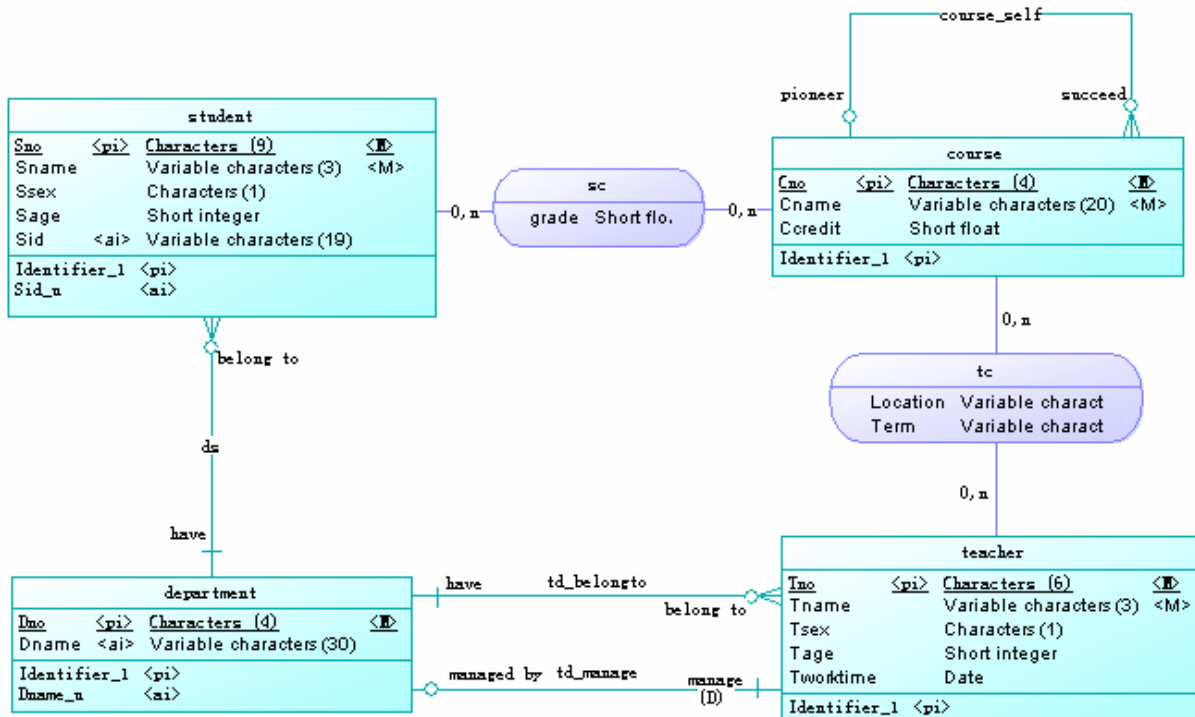 course_self
pioneer
succeed
student
Sno <pi> Characters (9) <M>
Sname Variable characters (3) <M>
Ssex Characters (1)
Sage Short integer
Sid <ai> Variable characters (19)
Identifier_1 <pi>
Sid_u <ai>
0,n
sc
grade Short flo.
0,n
course
Cno <pi> Characters (4) <M>
Cname Variable characters (20) <M>
Ccredit Short float
Identifier_1 <pi>
0,n
belong to
tc
Location Variable charact
Term Variable charact
ds
0,n
have
department
Dno <pi> Characters (4) <M>
Dname <ai> Variable characters (30)
Identifier_1 <pi>
Dname_u <ai>
have
td_belongto
belong to
managed by
td_manage
manage
(D)
teacher
Tno <pi> Characters (6) <M>
Tname Variable characters (3) <M>
Tsex Characters (1)
Tage Short integer
Tworktime Date
Identifier_1 <pi>